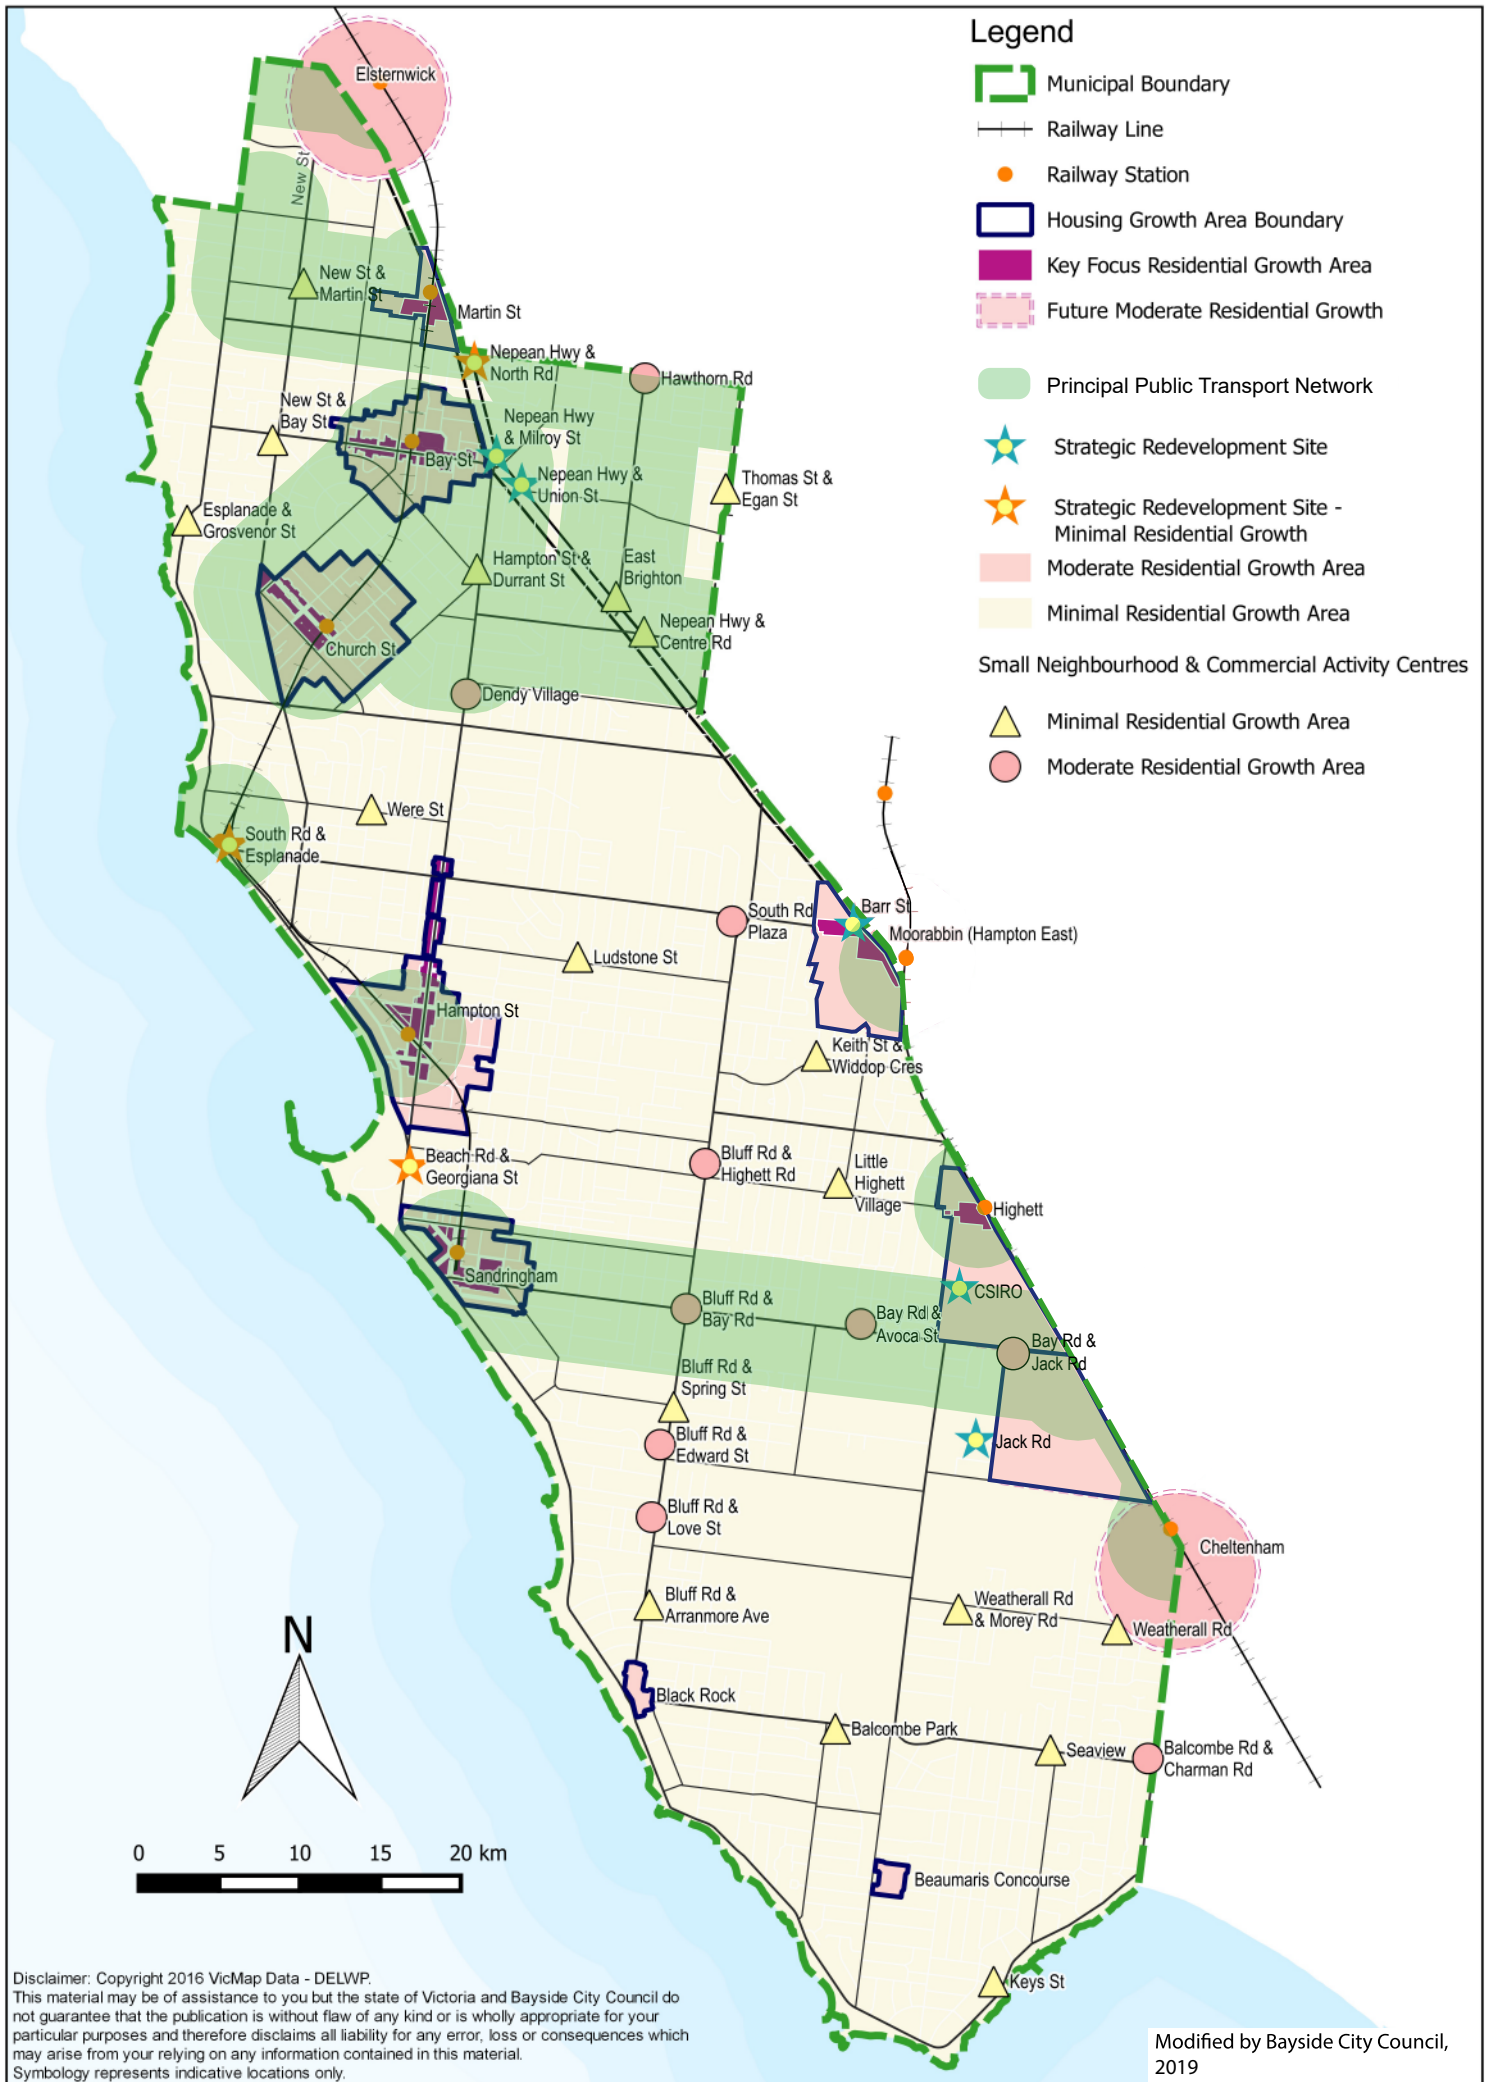 Legend
Municipal Boundary
Railway Line
Railway Station
Housing Growth Area Boundary
Key Focus Residential Growth Area
Future Moderate Residential Growth
Principal Public Transport Network
Strategic Redevelopment Site
Strategic Redevelopment Site -
Minimal Residential Growth
Moderate Residential Growth Area
Minimal Residential Growth Area
Small Neighbourhood & Commercial Activity Centres
Minimal Residential Growth Area
Moderate Residential Growth Area
Elsternwick
New St
New St &
Martin St
Martin St
Nepean Hwy &
North Rd
Hawthorn Rd
New St &
Bay St
Nepean Hwy
& Milroy St
Bay St
Nepean Hwy &
Union St
Thomas St &
Egan St
Esplanade &
Grosvenor St
Hampton St &
Durrant St
East
Brighton
Nepean Hwy &
Centre Rd
Church St
Dendy Village
Were St
South Rd &
Esplanade
South Rd
Plaza
Barr St
Moorabbin (Hampton East)
Ludstone St
Hampton St
Keith St &
Widdop Cres
Beach Rd &
Georgiana St
Bluff Rd &
Highett Rd
Little
Highett
Village
Highett
Sandringham
CSIRO
Bluff Rd &
Bay Rd
Bay Rd &
Avoca St
Bay Rd &
Jack Rd
Bluff Rd &
Spring St
Bluff Rd &
Edward St
Jack Rd
Bluff Rd &
Love St
Cheltenham
Bluff Rd &
Arranmore Ave
Weatherall Rd
& Morey Rd
Weatherall Rd
Black Rock
Balcombe Park
Seaview
Balcombe Rd &
Charman Rd
Beaumaris Concourse
Keys St
N
0 5 10 15 20 km
Disclaimer: Copyright 2016 VicMap Data - DELWP.
This material may be of assistance to you but the state of Victoria and Bayside City Council do
not guarantee that the publication is without flaw of any kind or is wholly appropriate for your
particular purposes and therefore disclaims all liability for any error, loss or consequences which
may arise from your relying on any information contained in this material.
Symbology represents indicative locations only.
Modified by Bayside City Council,
2019